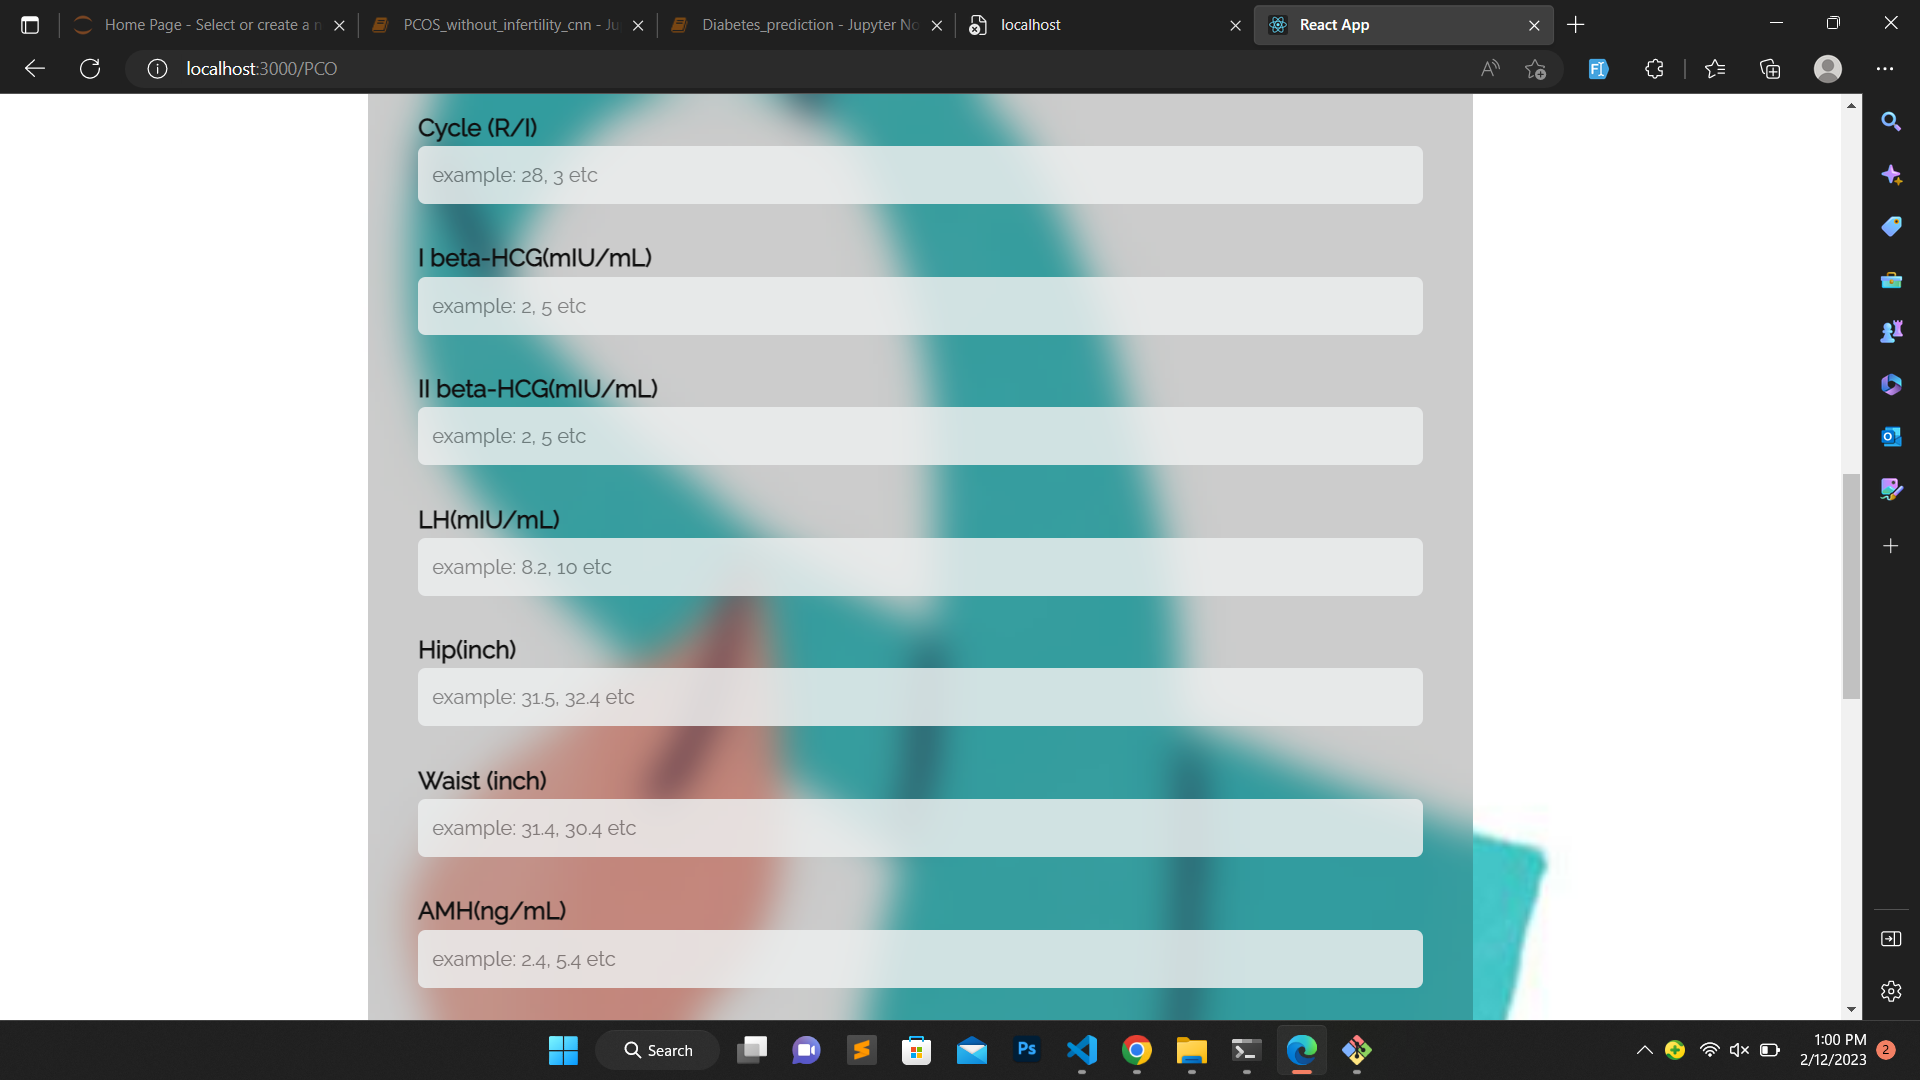 Home Page - Select or create a n
PCOS_without_infertility_cnn - Ju
Diabetes_prediction - Jupyter No
localhost
React App
localhost:3000/PCO
Cycle (R/I)
example: 28, 3 etc
I beta-HCG(mIU/mL)
example: 2, 5 etc
II beta-HCG(mIU/mL)
example: 2, 5 etc
LH(mIU/mL)
example: 8.2, 10 etc
Hip(inch)
example: 31.5, 32.4 etc
Waist (inch)
example: 31.4, 30.4 etc
AMH(ng/mL)
example: 2.4, 5.4 etc
Search
Ps
1:00 PM
2/12/2023
2